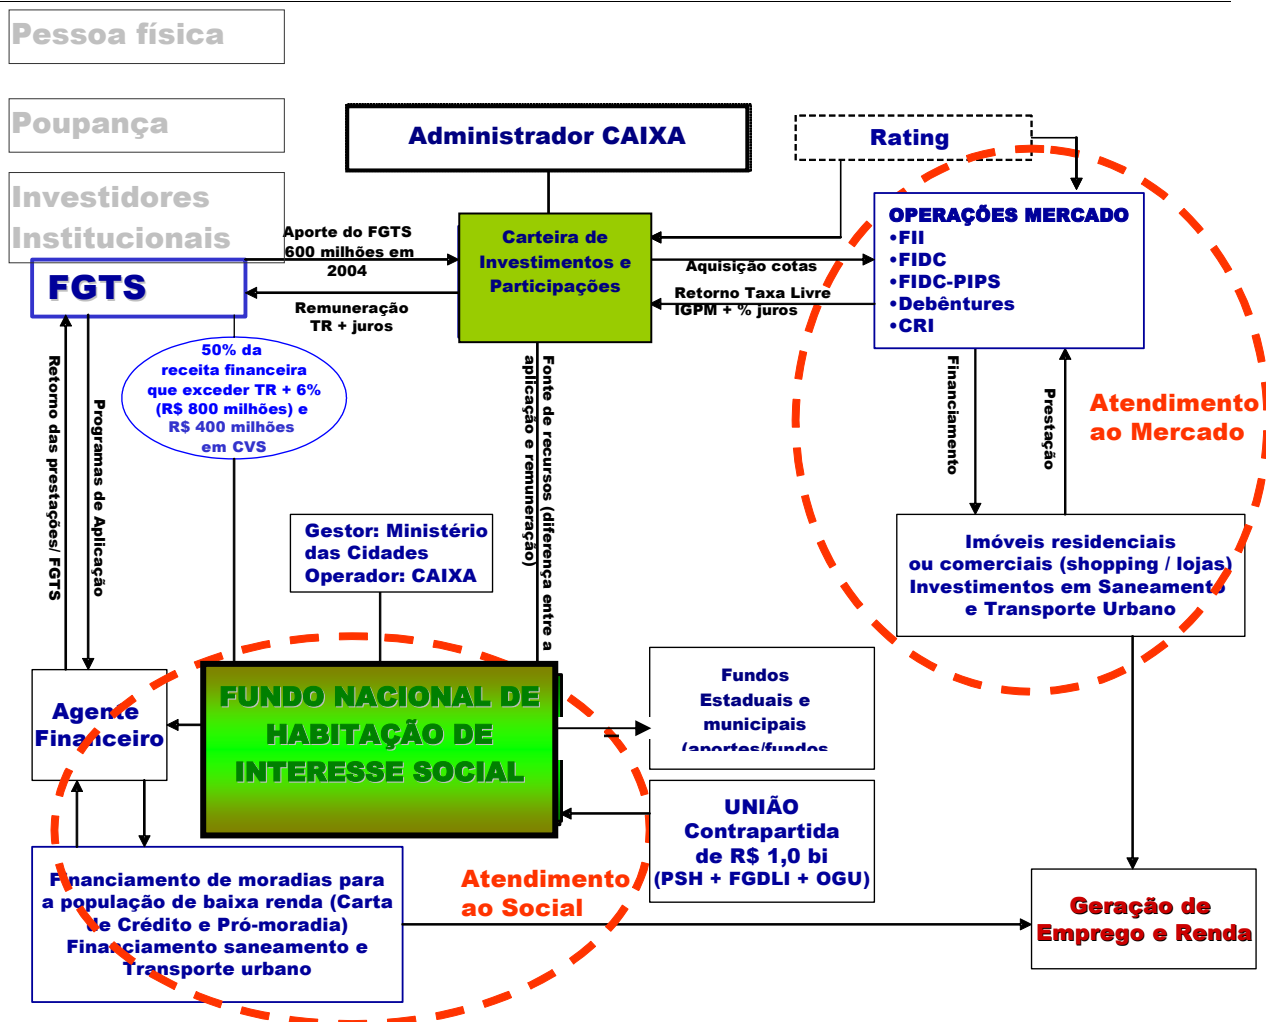 Pessoa física
Poupança
Investidores
Institucionais
FGTS
Administrador CAIXA
Rating
Aporte do FGTS
600 milhões em
2004
Remuneração
TR + juros
Carteira de
Investimentos e
Participações
Aquisição cotas
Retorno Taxa Livre
IGPM + % juros
OPERAÇÕES MERCADO
•FII
•FIDC
•FIDC-PIPS
•Debêntures
•CRI
50% da
receita financeira
que exceder TR + 6%
(R$ 800 milhões) e
R$ 400 milhões
em CVS
Retorno das prestações/ FGTS
Programas de Aplicação
Fonte de recursos (diferença entre a
aplicação e remuneração)
Financiamento
Prestação
Atendimento
ao Mercado
Gestor: Ministério
das Cidades
Operador: CAIXA
Imóveis residenciais
ou comerciais (shopping / lojas)
Investimentos em Saneamento
e Transporte Urbano
Agente
Financeiro
FUNDO NACIONAL DE
HABITAÇÃO DE
INTERESSE SOCIAL
Fundos
Estaduais e
municipais
(aportes/fundos
UNIÃO
Contrapartida
de R$ 1,0 bi
(PSH + FGDLI + OGU)
Financiamento de moradias para
a população de baixa renda (Carta
de Crédito e Pró-moradia)
Financiamento saneamento e
Transporte urbano
Atendimento
ao Social
Geração de
Emprego e Renda